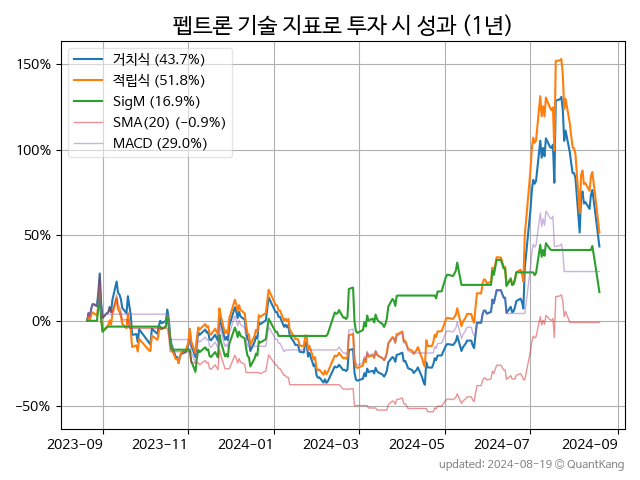 펩트론 기술 지표로 투자 시 성과 (1년)
거치식 (43.7%)
적립식 (51.8%)
SigM (16.9%)
SMA(20) (−0.9%)
MACD (29.0%)
150%
100%
50%
0%
−50%
2023-09 2023-11 2024-01 2024-03 2024-05 2024-07 2024-09
updated: 2024-08-19 © QuantKang